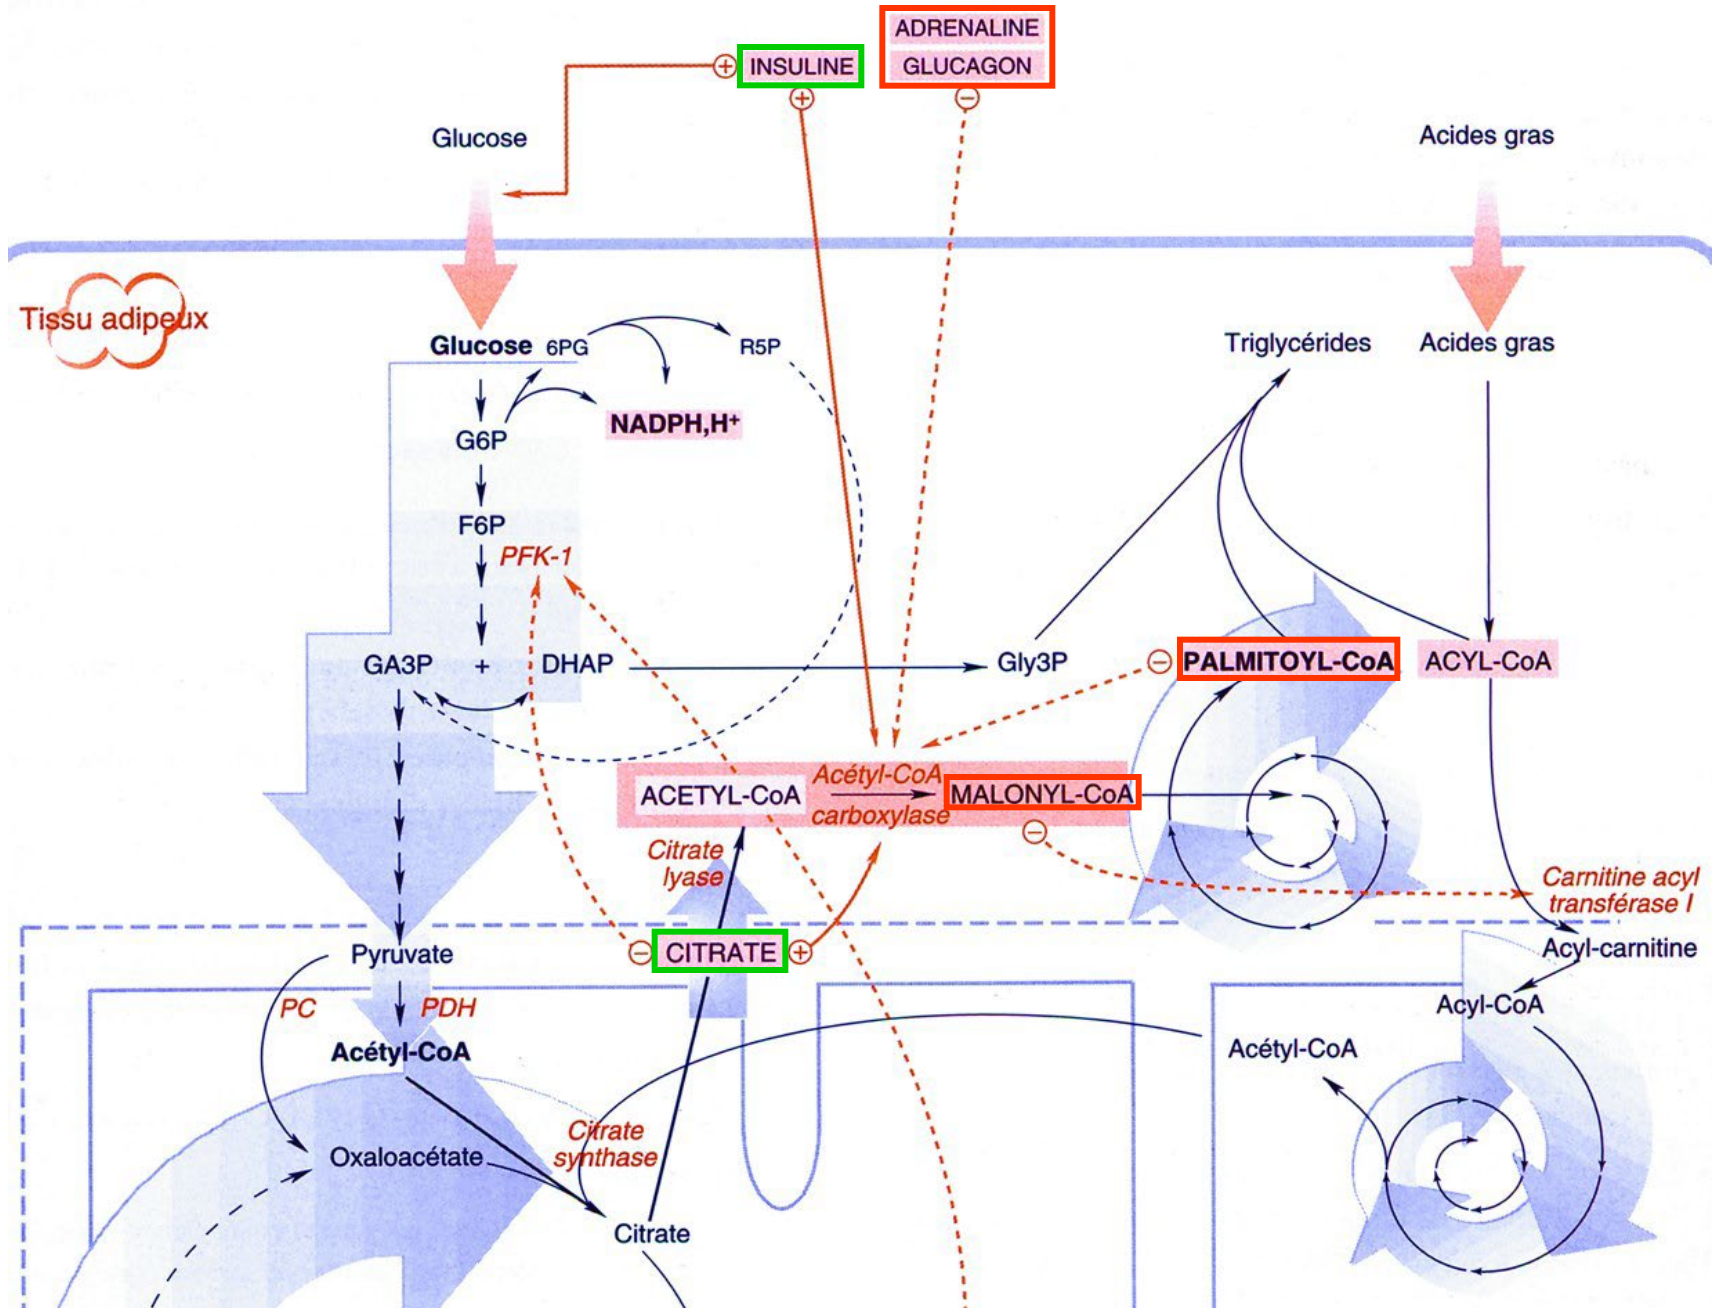 ADRENALINE
⊕ INSULINE
GLUCAGON
⊕
⊖
Glucose
Acides gras
Tissu adipeux
Glucose
6PG
R5P
Triglycérides
Acides gras
G6P
NADPH,H⁺
F6P
PFK-1
GA3P
+
DHAP
Gly3P
⊖
PALMITOYL-CoA
ACYL-CoA
ACETYL-CoA
Acétyl-CoA
carboxylase
MALONYL-CoA
⊖
Citrate
lyase
Carnitine acyl
transférase I
⊖ CITRATE ⊕
Pyruvate
Acyl-carnitine
PC
PDH
Acyl-CoA
Acétyl-CoA
Acétyl-CoA
Citrate
synthase
Oxaloacétate
Citrate